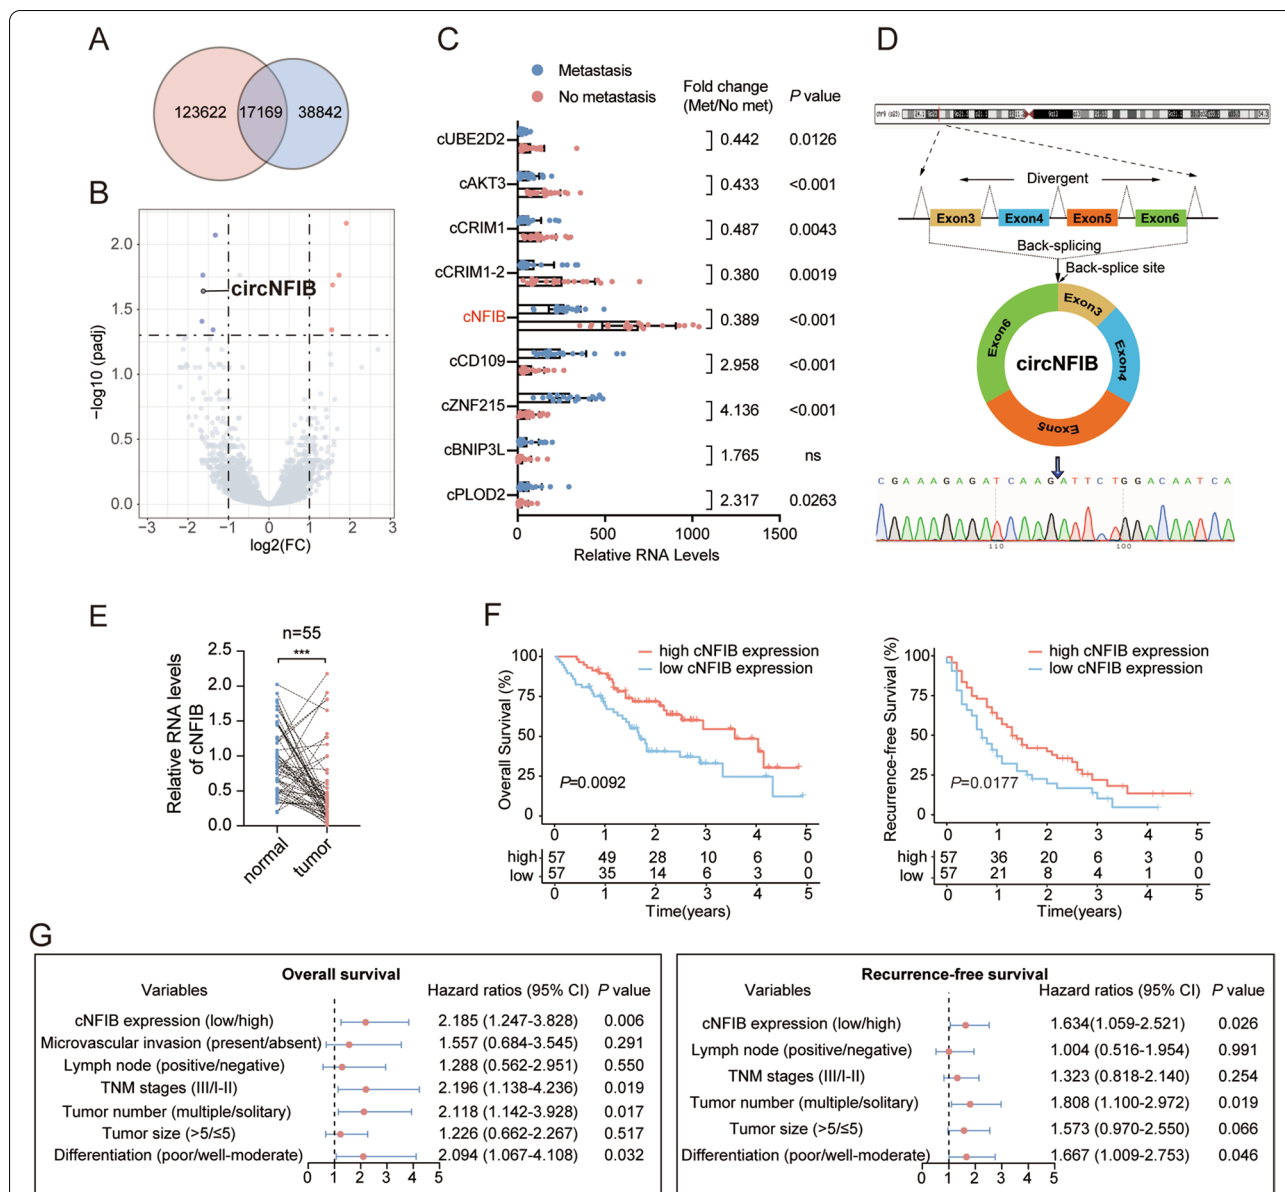 A
123622
17169
38842
B
2.0
1.5
1.0
0.5
0.0
−log10 (padj)
circNFIB
−3 −2 −1 0 1 2 3
log2(FC)
C
Metastasis
No metastasis
Fold change
(Met/No met)
P value
cUBE2D2 0.442 0.0126
cAKT3 0.433 <0.001
cCRIM1 0.487 0.0043
cCRIM1-2 0.380 0.0019
cNFIB 0.389 <0.001
cCD109 2.958 <0.001
cZNF215 4.136 <0.001
cBNIP3L 1.765 ns
cPLOD2 2.317 0.0263
0 500 1000 1500
Relative RNA Levels
D
Divergent
Exon3 Exon4 Exon5 Exon6
Back-splicing
Back-splice site
Exon3
Exon4
Exon5
Exon6
circNFIB
C G A A A G A G A T C A A G A T T C T G G A C A A T C A
110 100
E
n=55
***
2.5
2.0
1.5
1.0
0.5
0.0
Relative RNA levels
of cNFIB
normal
tumor
F
high cNFIB expression
low cNFIB expression
100
75
50
25
0
Overall Survival (%)
P=0.0092
0 1 2 3 4 5
high 57 49 28 10 6 0
low 57 35 14 6 3 0
0 1 2 3 4 5
Time(years)
high cNFIB expression
low cNFIB expression
100
75
50
25
0
Recurrence-free Survival (%)
P=0.0177
0 1 2 3 4 5
high 57 36 20 6 3 0
low 57 21 8 4 1 0
0 1 2 3 4 5
Time(years)
G
Overall survival
Variables Hazard ratios (95% CI) P value
cNFIB expression (low/high) 2.185 (1.247-3.828) 0.006
Microvascular invasion (present/absent) 1.557 (0.684-3.545) 0.291
Lymph node (positive/negative) 1.288 (0.562-2.951) 0.550
TNM stages (III/I-II) 2.196 (1.138-4.236) 0.019
Tumor number (multiple/solitary) 2.118 (1.142-3.928) 0.017
Tumor size (>5/≤5) 1.226 (0.662-2.267) 0.517
Differentiation (poor/well-moderate) 2.094 (1.067-4.108) 0.032
0 1 2 3 4 5
Recurrence-free survival
Variables Hazard ratios (95% CI) P value
cNFIB expression (low/high) 1.634(1.059-2.521) 0.026
Lymph node (positive/negative) 1.004 (0.516-1.954) 0.991
TNM stages (III/I-II) 1.323 (0.818-2.140) 0.254
Tumor number (multiple/solitary) 1.808 (1.100-2.972) 0.019
Tumor size (>5/≤5) 1.573 (0.970-2.550) 0.066
Differentiation (poor/well-moderate) 1.667 (1.009-2.753) 0.046
0 1 2 3 4 5